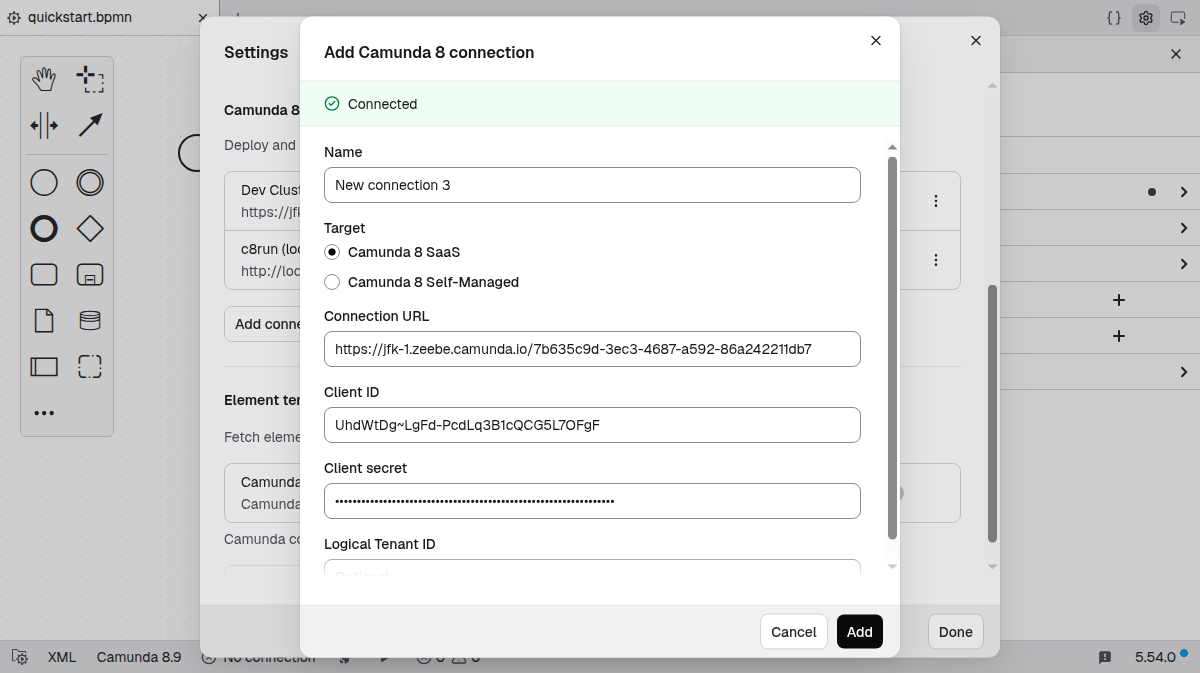 quickstart.bpmn
Settings
Add Camunda 8 connection
Connected
Camunda 8
Deploy and
Dev Clust
https://jfk
c8run (loc
http://loc
Add conne
Element ter
Fetch eleme
Camunda
Camunda
Camunda co
Name
New connection 3
Target
Camunda 8 SaaS
Camunda 8 Self-Managed
Connection URL
https://jfk-1.zeebe.camunda.io/7b635c9d-3ec3-4687-a592-86a242211db7
Client ID
UhdWtDg~LgFd-PcdLq3B1cQCG5L7OFgF
Client secret
Logical Tenant ID
Optional
Cancel
Add
Done
XML
Camunda 8.9
No connection
5.54.0